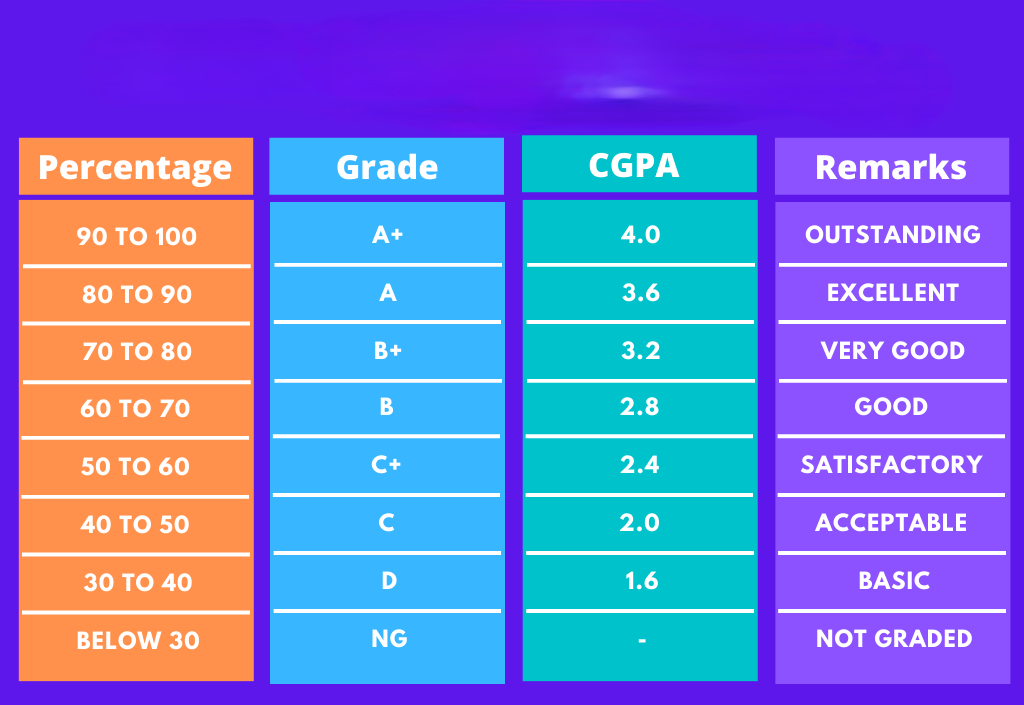 Percentage Grade CGPA Remarks
90 TO 100 A+ 4.0 OUTSTANDING
80 TO 90 A 3.6 EXCELLENT
70 TO 80 B+ 3.2 VERY GOOD
60 TO 70 B 2.8 GOOD
50 TO 60 C+ 2.4 SATISFACTORY
40 TO 50 C 2.0 ACCEPTABLE
30 TO 40 D 1.6 BASIC
BELOW 30 NG - NOT GRADED